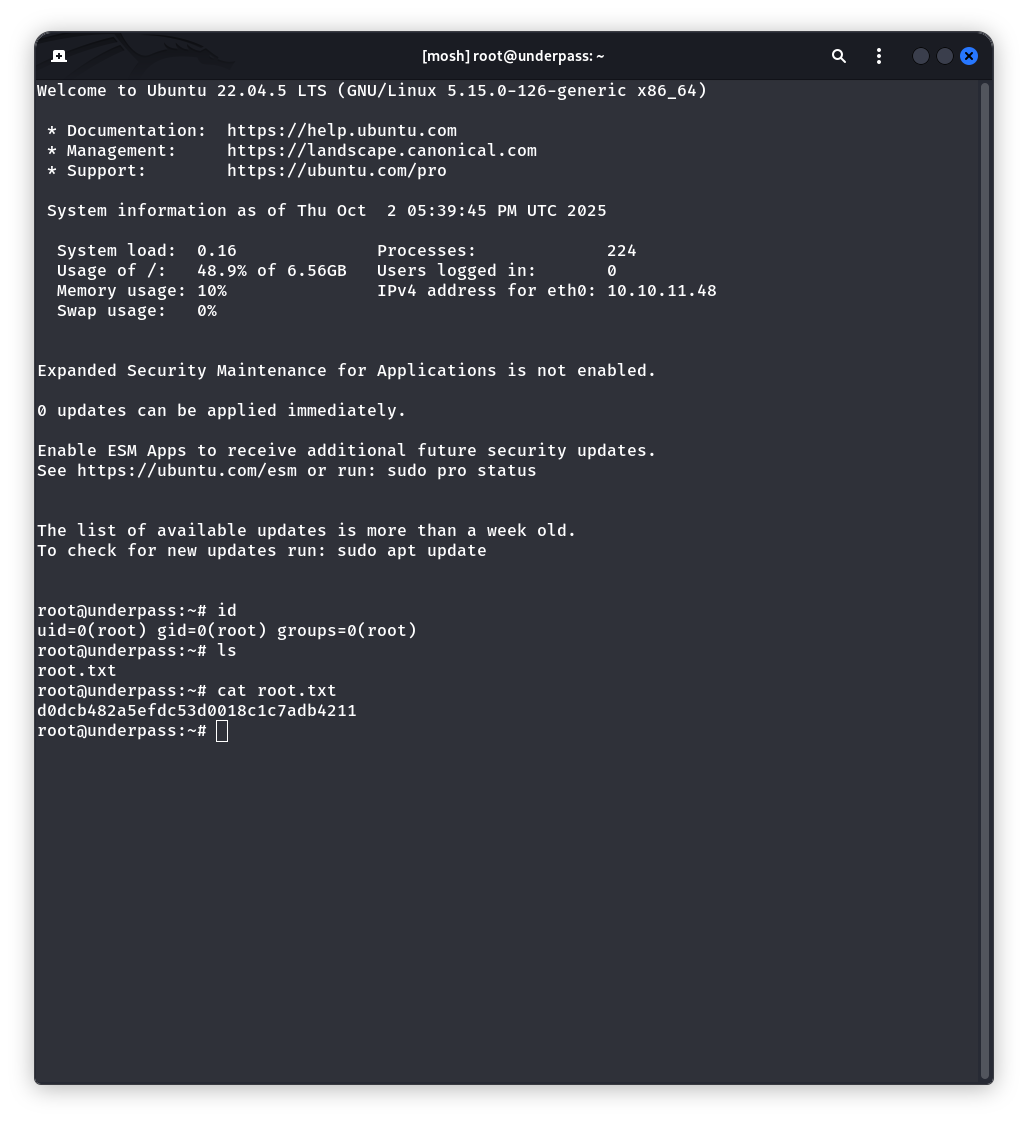 [mosh] root@underpass: ~
Welcome to Ubuntu 22.04.5 LTS (GNU/Linux 5.15.0-126-generic x86_64)
* Documentation:  https://help.ubuntu.com
* Management:     https://landscape.canonical.com
* Support:        https://ubuntu.com/pro
System information as of Thu Oct  2 05:39:45 PM UTC 2025
System load:  0.16              Processes:             224
Usage of /:   48.9% of 6.56GB   Users logged in:       0
Memory usage: 10%               IPv4 address for eth0: 10.10.11.48
Swap usage:   0%
Expanded Security Maintenance for Applications is not enabled.
0 updates can be applied immediately.
Enable ESM Apps to receive additional future security updates.
See https://ubuntu.com/esm or run: sudo pro status
The list of available updates is more than a week old.
To check for new updates run: sudo apt update
root@underpass:~# id
uid=0(root) gid=0(root) groups=0(root)
root@underpass:~# ls
root.txt
root@underpass:~# cat root.txt
d0dcb482a5efdc53d0018c1c7adb4211
root@underpass:~#